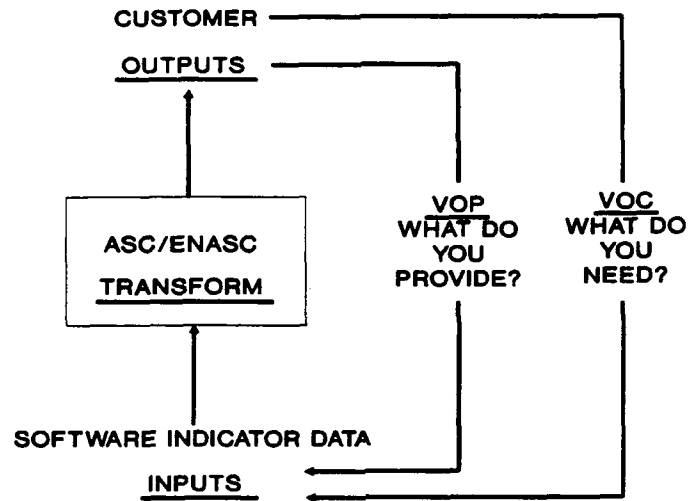 CUSTOMER
OUTPUTS
ASC/ENASC
TRANSFORM
VOP
WHAT DO
YOU
PROVIDE?
VOC
WHAT DO
YOU
NEED?
SOFTWARE INDICATOR DATA
INPUTS